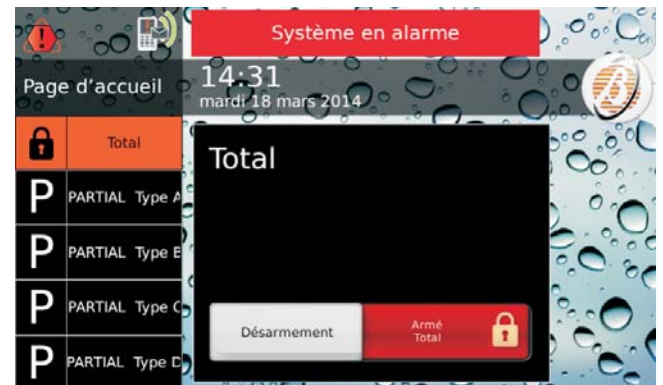 Système en alarme
Page d'accueil
14:31
mardi 18 mars 2014
Total
P PARTIAL Type A
P PARTIAL Type B
P PARTIAL Type C
P PARTIAL Type D
Total
Désarmement
Armé
Total